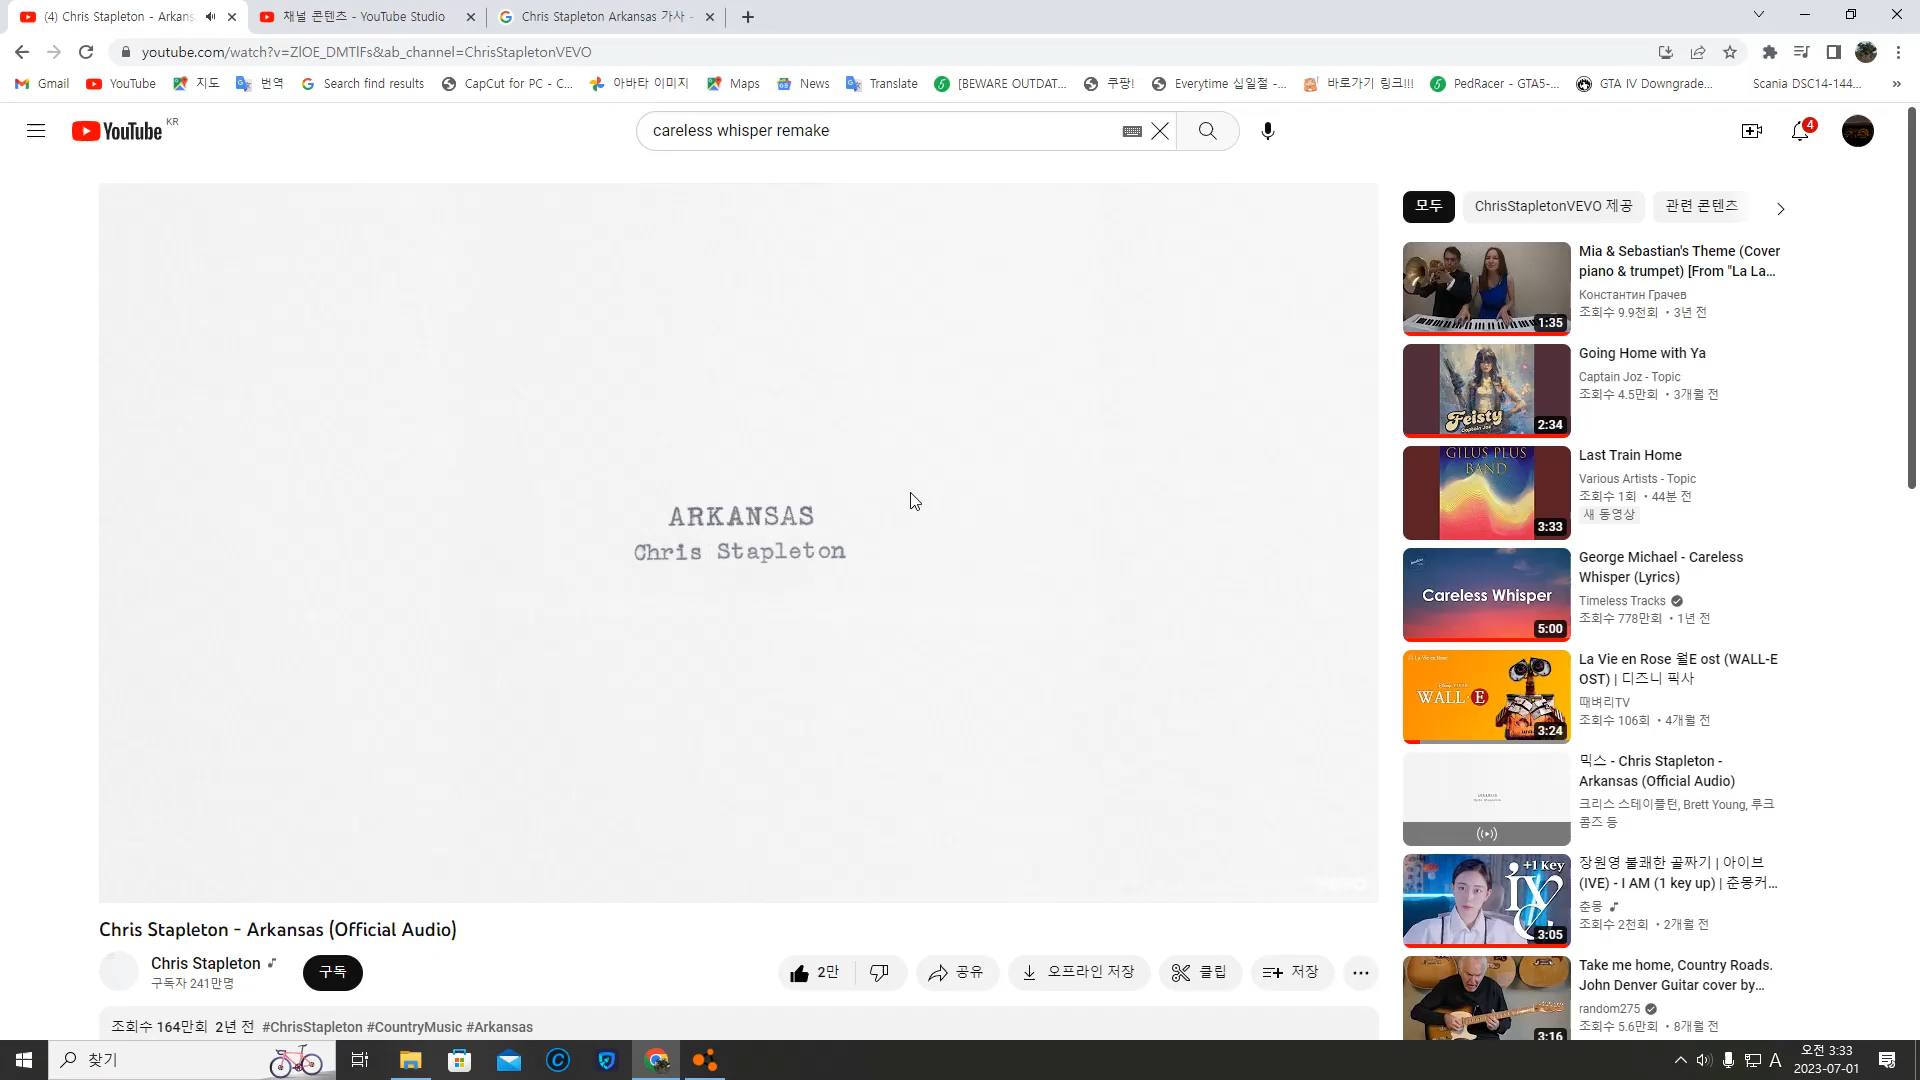 (4) Chris Stapleton - Arkans
채널 콘텐츠 - YouTube Studio
Chris Stapleton Arkansas 가사 -
youtube.com/watch?v=ZlOE_DMTlFs&ab_channel=ChrisStapletonVEVO
Gmail
YouTube
지도
번역
Search find results
CapCut for PC - C...
아바타 이미지
Maps
News
Translate
[BEWARE OUTDAT...
쿠팡!
Everytime 십일절 -...
바로가기 링크!!!
PedRacer - GTA5-...
GTA IV Downgrade...
Scania DSC14-144...
YouTube KR
careless whisper remake
4
ARKANSAS
Chris Stapleton
모두
ChrisStapletonVEVO 제공
관련 콘텐츠
Mia & Sebastian's Theme (Cover
piano & trumpet) [From "La La...
Константин Грачев
조회수 9.9천회 • 3년 전
1:35
Going Home with Ya
Captain Joz - Topic
조회수 4.5만회 • 3개월 전
Feisty
Captain Joz
2:34
GILUS PLUS
BAND
Last Train Home
Various Artists - Topic
조회수 1회 • 44분 전
새 동영상
3:33
George Michael - Careless
Whisper (Lyrics)
Timeless Tracks
조회수 778만회 • 1년 전
Careless Whisper
5:00
La Vie en Rose 월E ost (WALL-E
OST) | 디즈니 픽사
때벼리TV
조회수 106회 • 4개월 전
WALL·E
3:24
믹스 - Chris Stapleton -
Arkansas (Official Audio)
크리스 스테이플턴, Brett Young, 루크
콤즈 등
장원영 불쾌한 골짜기 | 아이브
(IVE) - I AM (1 key up) | 춘몽커...
춘몽
조회수 2천회 • 2개월 전
+1 Key
IVE
3:05
Take me home, Country Roads.
John Denver Guitar cover by...
random275
조회수 5.6만회 • 8개월 전
3:16
Chris Stapleton - Arkansas (Official Audio)
Chris Stapleton
구독자 241만명
구독
2만
공유
오프라인 저장
클립
저장
조회수 164만회 2년 전 #ChrisStapleton #CountryMusic #Arkansas
찾기
A
오전 3:33
2023-07-01